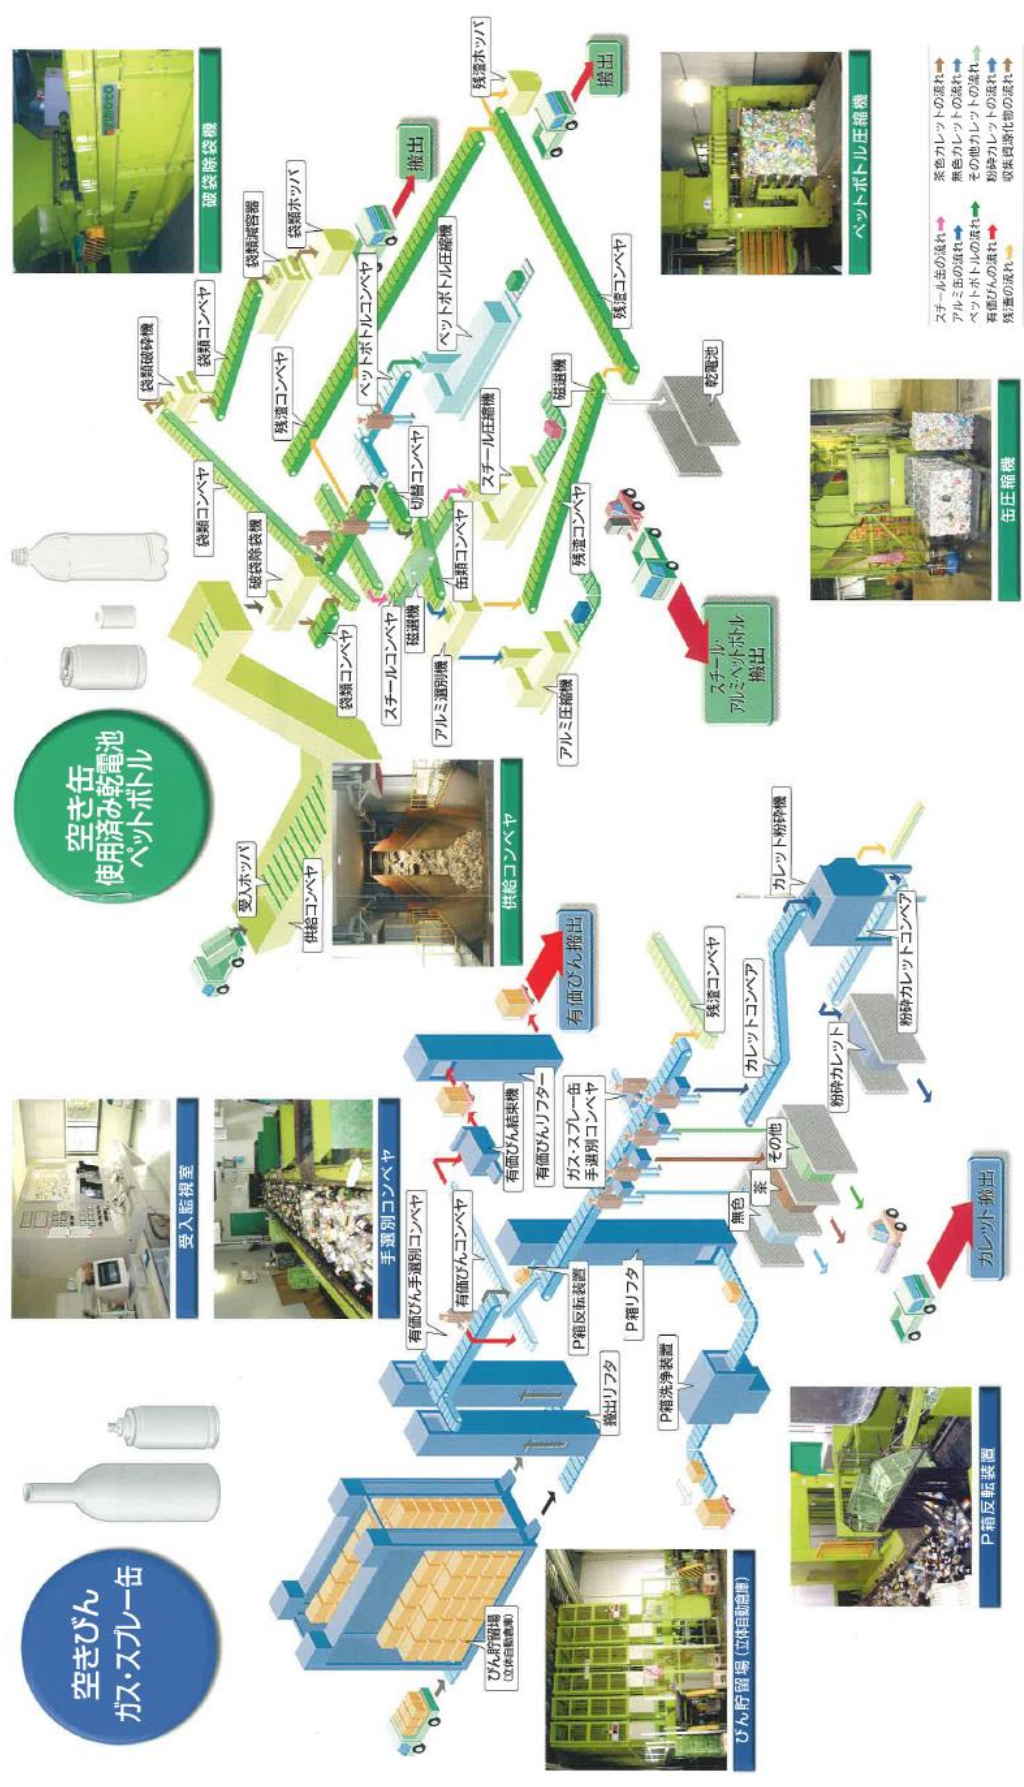 空きびん
ガス・スプレー缶
受入監視室
手選別コンベヤ
びん貯留場
(立体自動倉庫)
搬出リフタ
有価びん手選別コンベヤ
有価びんコンベヤ
P箱反転装置
P箱リフタ
P箱洗浄装置
有価びん結束機
有価びんリフター
有価びん搬出
ガス・スプレー缶
手選別コンベヤ
残渣コンベヤ
カレットコンベア
カレット粉砕機
粉砕カレットコンベア
粉砕カレット
無色
茶
その他
カレット搬出
びん貯留場(立体自動倉庫)
P箱反転装置
空き缶
使用済み乾電池
ペットボトル
受入ホッパ
供給コンベヤ
供給コンベヤ
破袋除袋機
袋類コンベヤ
袋類コンベヤ
袋類破砕機
袋類コンベヤ
袋類減容器
袋類ホッパ
搬出
破袋除袋機
スチールコンベヤ
磁選機
アルミ選別機
缶類コンベヤ
切替コンベヤ
アルミ圧縮機
スチール圧縮機
残渣コンベヤ
ペットボトルコンベヤ
ペットボトル圧縮機
残渣コンベヤ
磁選機
乾電池
残渣コンベヤ
残渣ホッパ
搬出
スチール・
アルミ・ペットボトル
搬出
缶圧縮機
ペットボトル圧縮機
スチール缶の流れ
アルミ缶の流れ
ペットボトルの流れ
有価びんの流れ
残渣の流れ
茶色カレットの流れ
無色カレットの流れ
その他カレットの流れ
粉砕カレットの流れ
収集資源化物の流れ